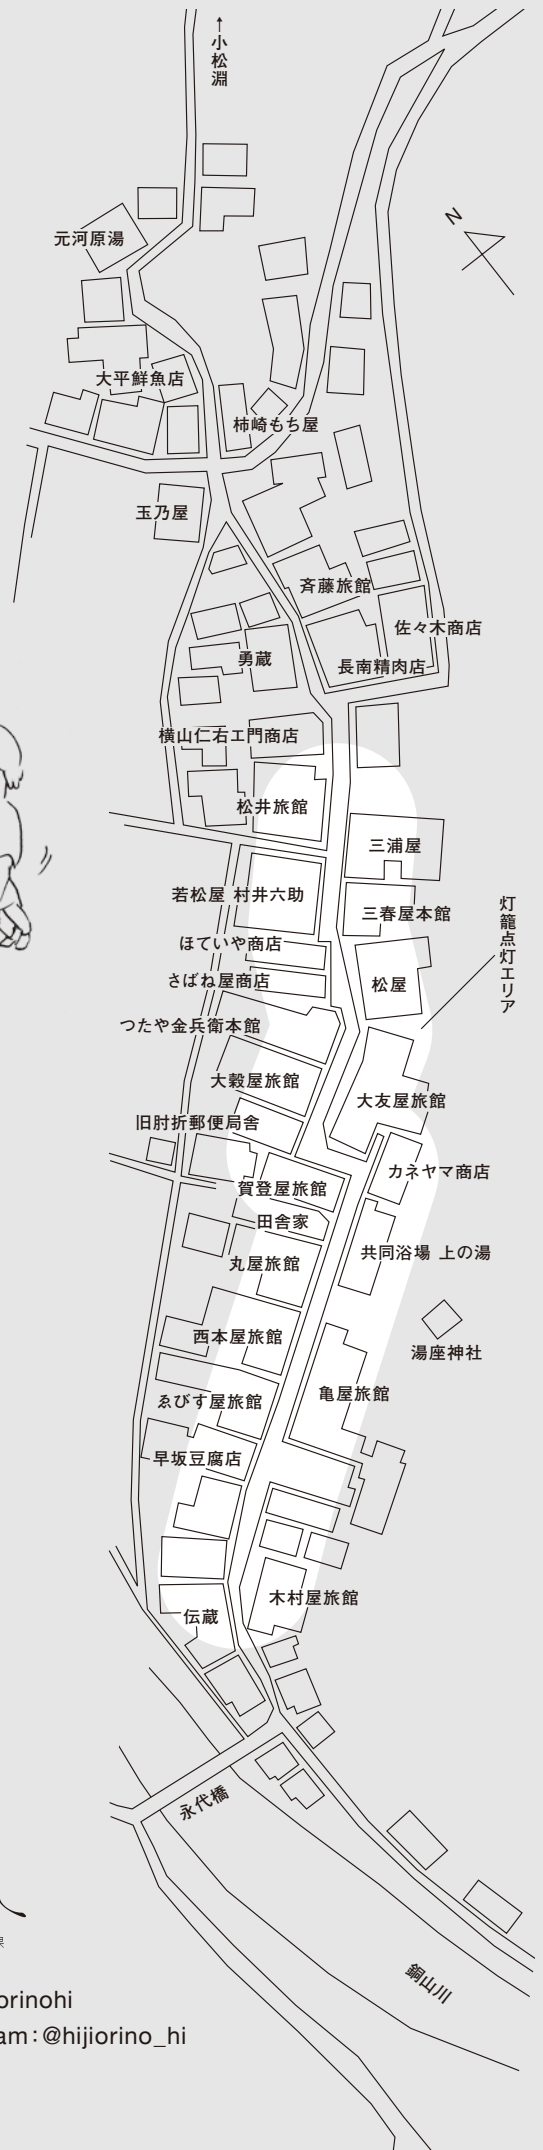 ↑小松淵
N
元河原湯
大平鮮魚店
柿崎もち屋
玉乃屋
斉藤旅館
佐々木商店
勇蔵
長南精肉店
横山仁右エ門商店
松井旅館
三浦屋
若松屋 村井六助
三春屋本館
灯籠点灯エリア
ほていや商店
さばね屋商店
松屋
つたや金兵衛本館
大穀屋旅館
大友屋旅館
旧肘折郵便局舎
カネヤマ商店
賀登屋旅館
田舎家
共同浴場 上の湯
丸屋旅館
西本屋旅館
湯座神社
亀屋旅館
ゑびす屋旅館
早坂豆腐店
木村屋旅館
伝蔵
永代橋
銅山川
orinohi
am：@hijiorino_hi